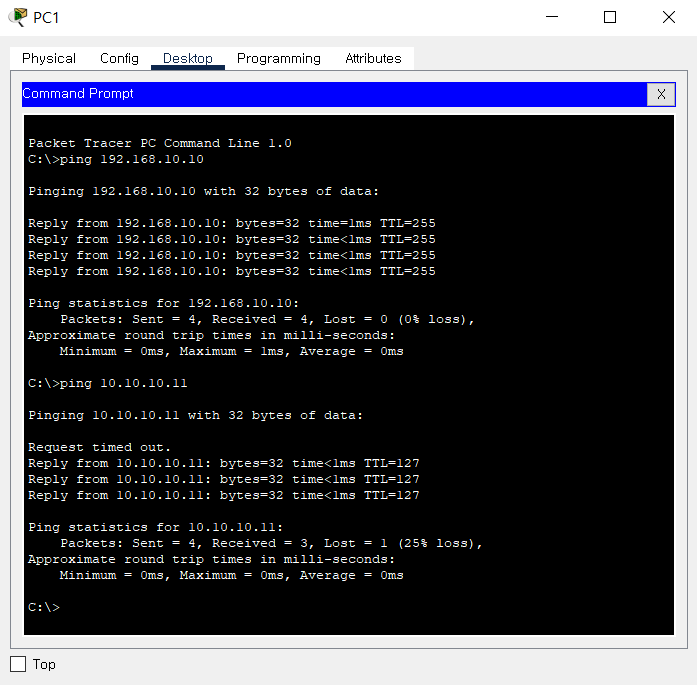 PC1
Physical Config Desktop Programming Attributes
Command Prompt X
Packet Tracer PC Command Line 1.0
C:\>ping 192.168.10.10
Pinging 192.168.10.10 with 32 bytes of data:
Reply from 192.168.10.10: bytes=32 time=1ms TTL=255
Reply from 192.168.10.10: bytes=32 time<1ms TTL=255
Reply from 192.168.10.10: bytes=32 time<1ms TTL=255
Reply from 192.168.10.10: bytes=32 time<1ms TTL=255
Ping statistics for 192.168.10.10:
Packets: Sent = 4, Received = 4, Lost = 0 (0% loss),
Approximate round trip times in milli-seconds:
Minimum = 0ms, Maximum = 1ms, Average = 0ms
C:\>ping 10.10.10.11
Pinging 10.10.10.11 with 32 bytes of data:
Request timed out.
Reply from 10.10.10.11: bytes=32 time<1ms TTL=127
Reply from 10.10.10.11: bytes=32 time<1ms TTL=127
Reply from 10.10.10.11: bytes=32 time<1ms TTL=127
Ping statistics for 10.10.10.11:
Packets: Sent = 4, Received = 3, Lost = 1 (25% loss),
Approximate round trip times in milli-seconds:
Minimum = 0ms, Maximum = 0ms, Average = 0ms
C:\>
Top